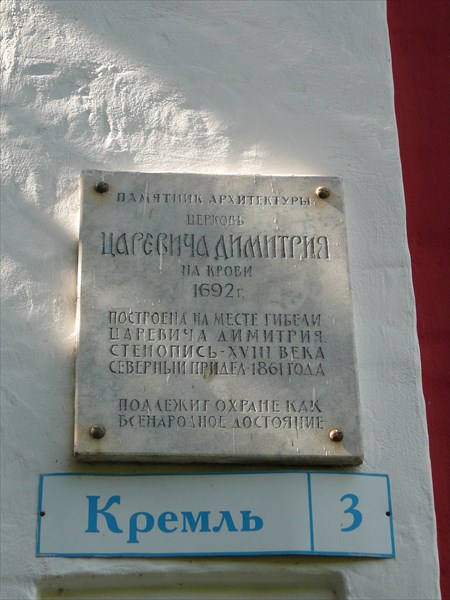 ПАМЯТНИК АРХИТЕКТУРЫ
ЦЕРКОВЬ
ЦАРЕВИЧА ДИМИТРИЯ
НА КРОВИ
1692 г.
ПОСТРОЕНА НА МЕСТЕ ГИБЕЛИ
ЦАРЕВИЧА ДИМИТРИЯ.
СТЕНОПИСЬ-XVIII ВЕКА
СЕВЕРНЫЙ ПРИДЕЛ-1861 ГОДА
ПОДЛЕЖИТ ОХРАНЕ КАК
ВСЕНАРОДНОЕ ДОСТОЯНИЕ
Кремль 3